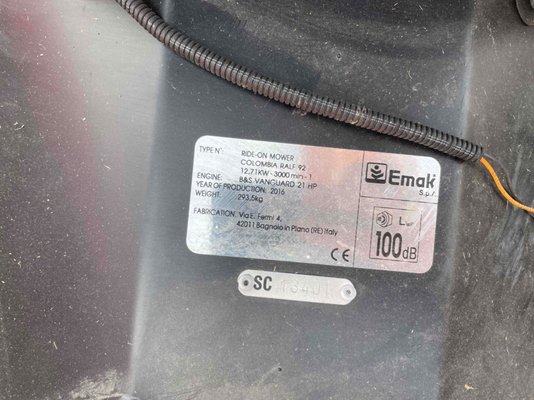 TYPE N° RIDE-ON MOWER
COLOMBIA RALF 92
12,71KW - 3000 min - 1
ENGINE: B&S VANGUARD 21 HP
YEAR OF PRODUCTION: 2016
WEIGHT: 293,5kg
FABRICATION: Via E. Fermi 4,
42011 Bagnolo in Piano (RE) Italy
CE
Emak
S.p.A.
LWA
100dB
SC 13401